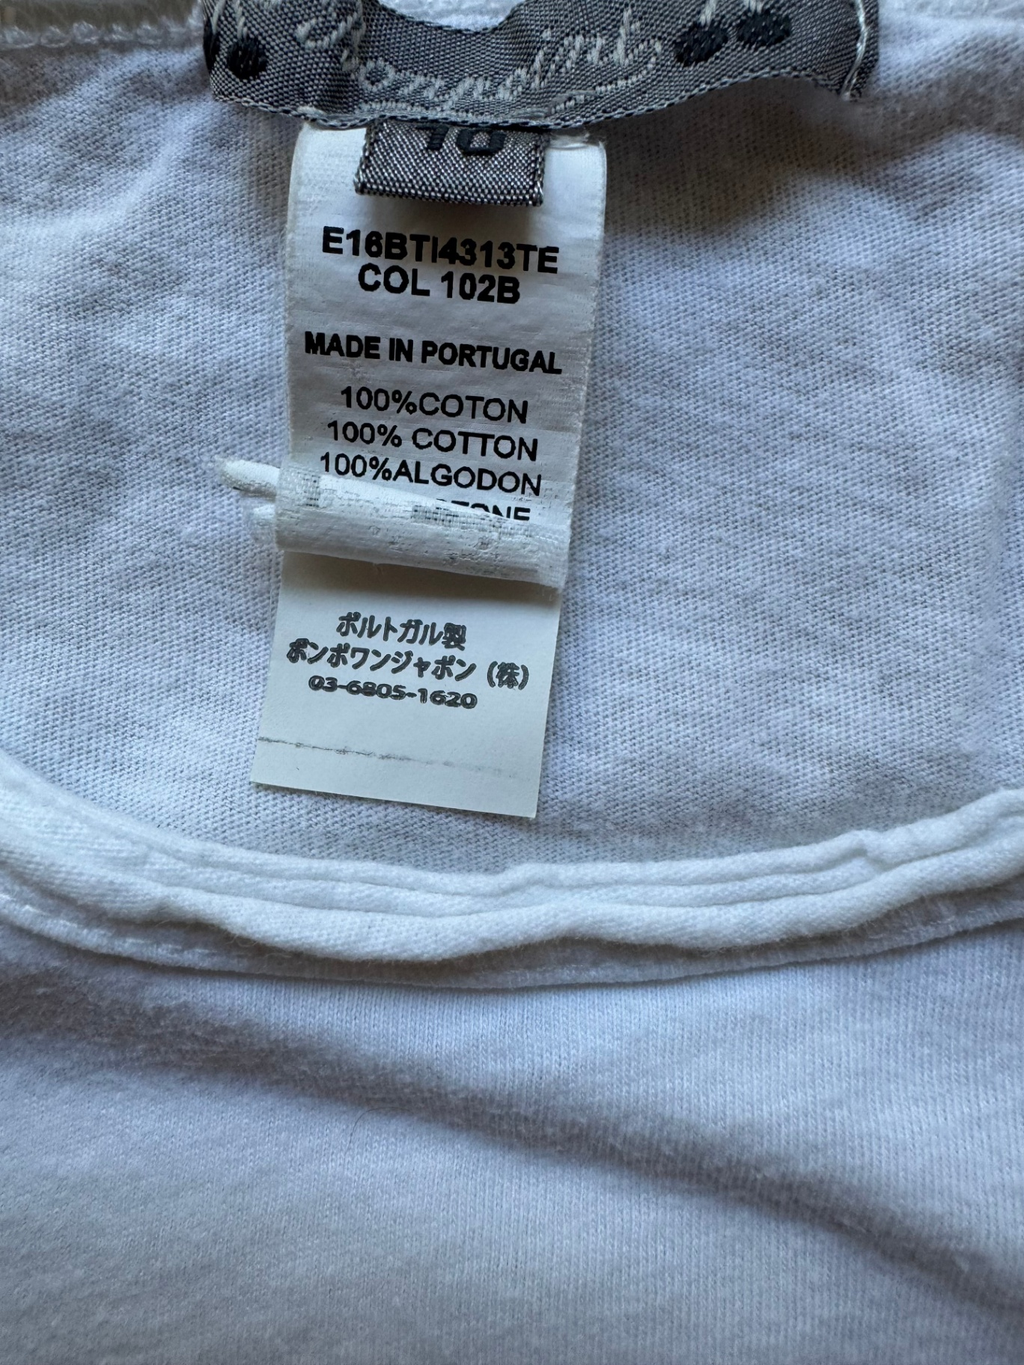 Bonpoint
10
E16BTI4313TE
COL 102B
MADE IN PORTUGAL
100%COTON
100% COTTON
100%ALGODON
ポルトガル製
ボンポワンジャポン (株)
03-6805-1620